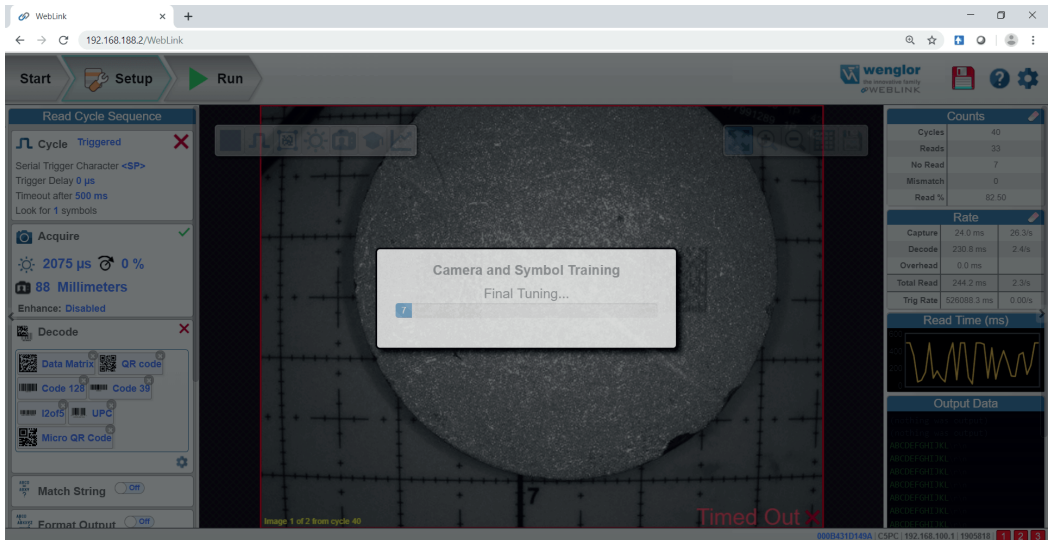 WebLink
192.168.188.2/WebLink
Start
Setup
Run
wenglor
the innovative family
WEBLINK
Read Cycle Sequence
Cycle Triggered
Serial Trigger Character <SP>
Trigger Delay 0 µs
Timeout after 500 ms
Look for 1 symbols
Acquire
2075 µs 0 %
88 Millimeters
Enhance: Disabled
Decode
Data Matrix QR code
Code 128 Code 39
I2of5 UPC
Micro QR Code
Match String Off
Format Output Off
Camera and Symbol Training
Final Tuning...
7
7
Image 1 of 2 from cycle 40
Timed Out
Counts
Cycles 40
Reads 33
No Read 7
Mismatch 0
Read % 82.50
Rate
Capture 24.0 ms 26.3/s
Decode 230.8 ms 2.4/s
Overhead 0.0 ms
Total Read 244.2 ms 2.3/s
Trig Rate 526088.3 ms 0.00/s
Read Time (ms)
Output Data
ABCDEFGHIJKL
ABCDEFGHIJKL
ABCDEFGHIJKL
ABCDEFGHIJKL
ABCDEFGHIJKL
ABCDEFGHIJKL
ABCDEFGHIJKL
000B431D149A C5PC 192.168.100.1 1905818 1 2 3